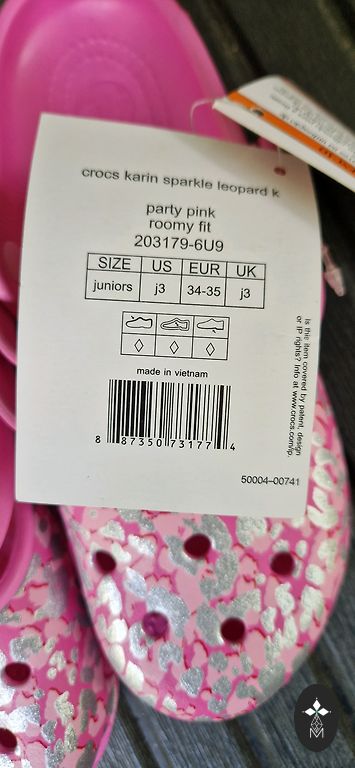 crocs karin sparkle leopard k
party pink
roomy fit
203179-6U9
SIZE US EUR UK
juniors j3 34-35 j3
made in vietnam
8 87350 73177 4
Is this item covered by patent, design
or IP rights? Info at www.crocs.com/ip.
50004-00741
M